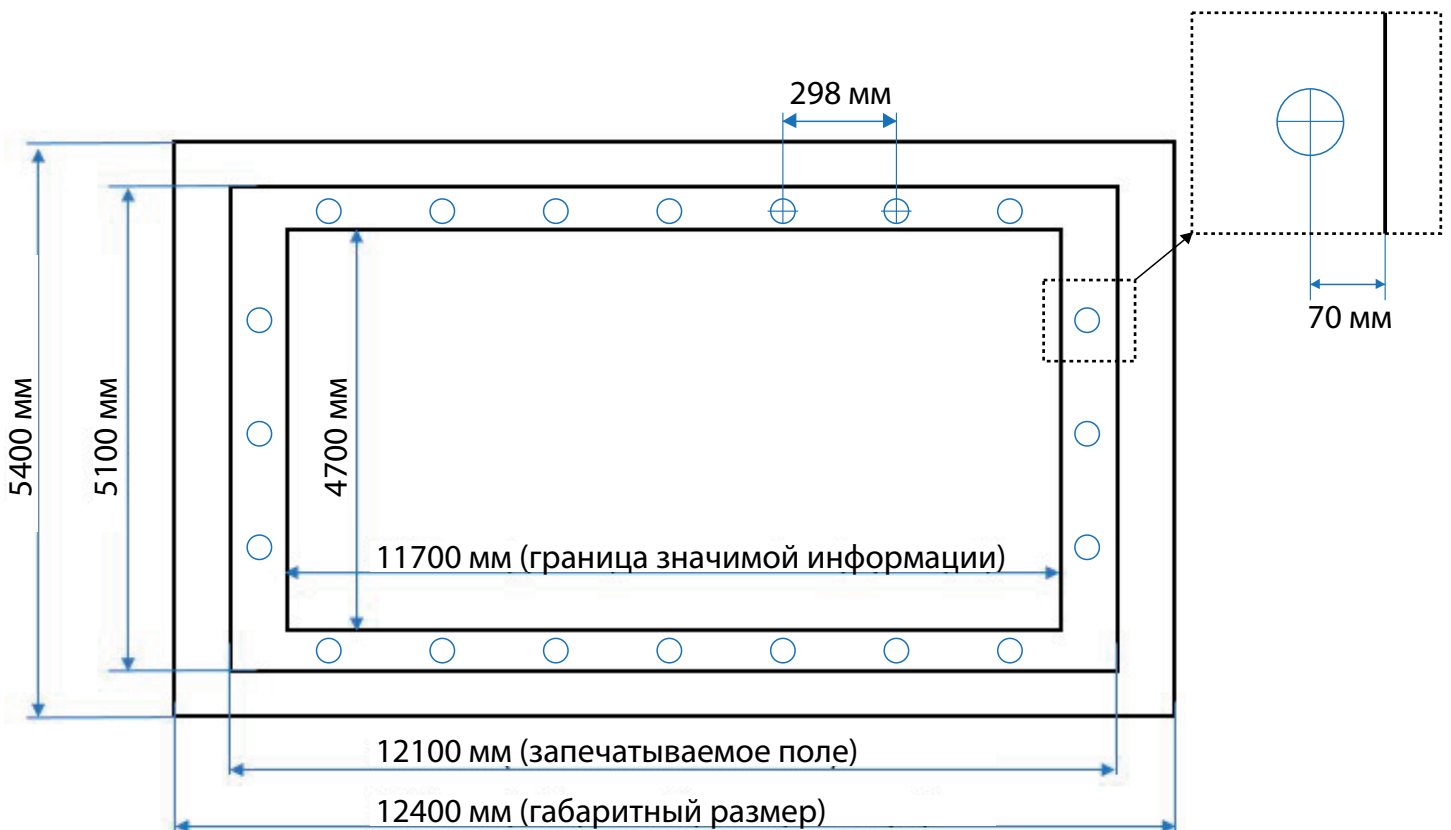 298 мм
70 мм
5400 мм
5100 мм
4700 мм
11700 мм (граница значимой информации)
12100 мм (запечатываемое поле)
12400 мм (габаритный размер)